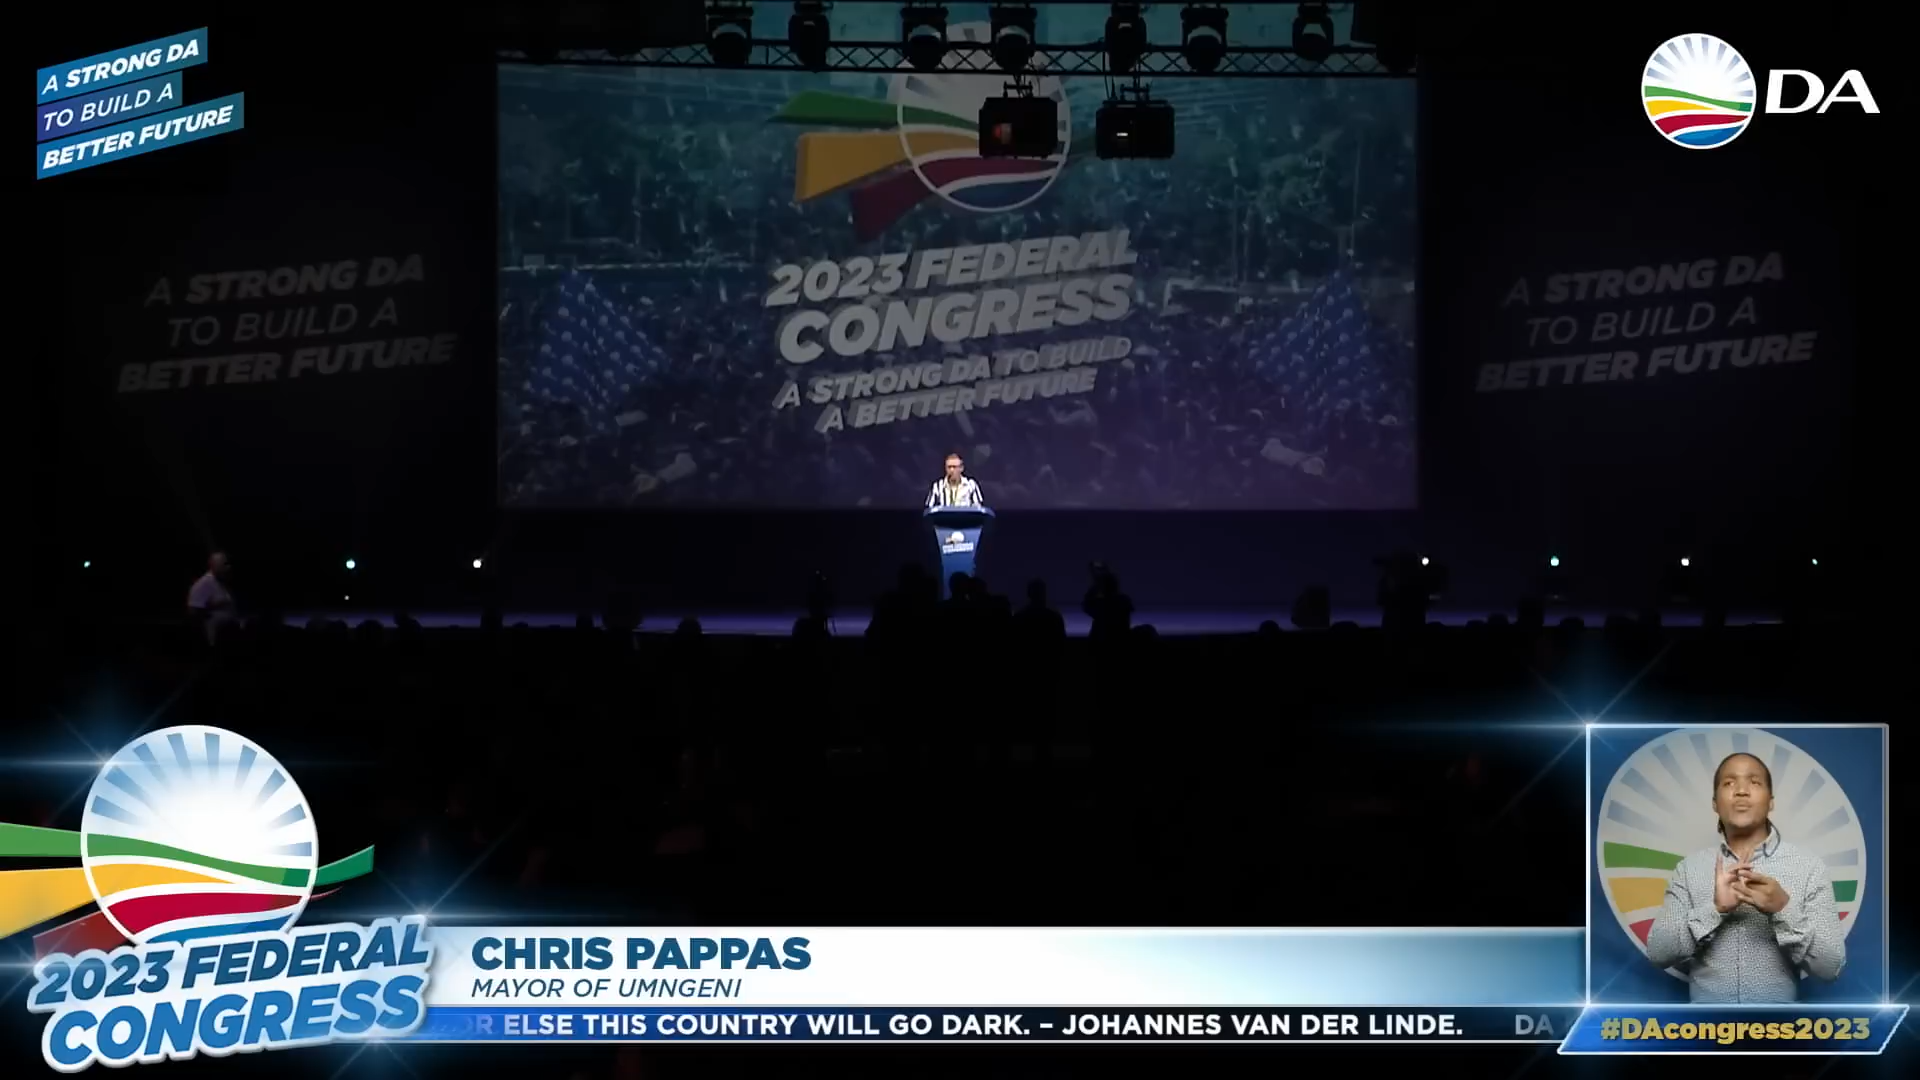 A STRONG DA
TO BUILD A
BETTER FUTURE
DA
2023 FEDERAL
CONGRESS
A STRONG DA TO BUILD
A BETTER FUTURE
A STRONG DA
TO BUILD A
BETTER FUTURE
A STRONG DA
TO BUILD A
BETTER FUTURE
2023 FEDERAL
CONGRESS
CHRIS PAPPAS
MAYOR OF UMNGENI
OR ELSE THIS COUNTRY WILL GO DARK. – JOHANNES VAN DER LINDE. DA
#DAcongress2023